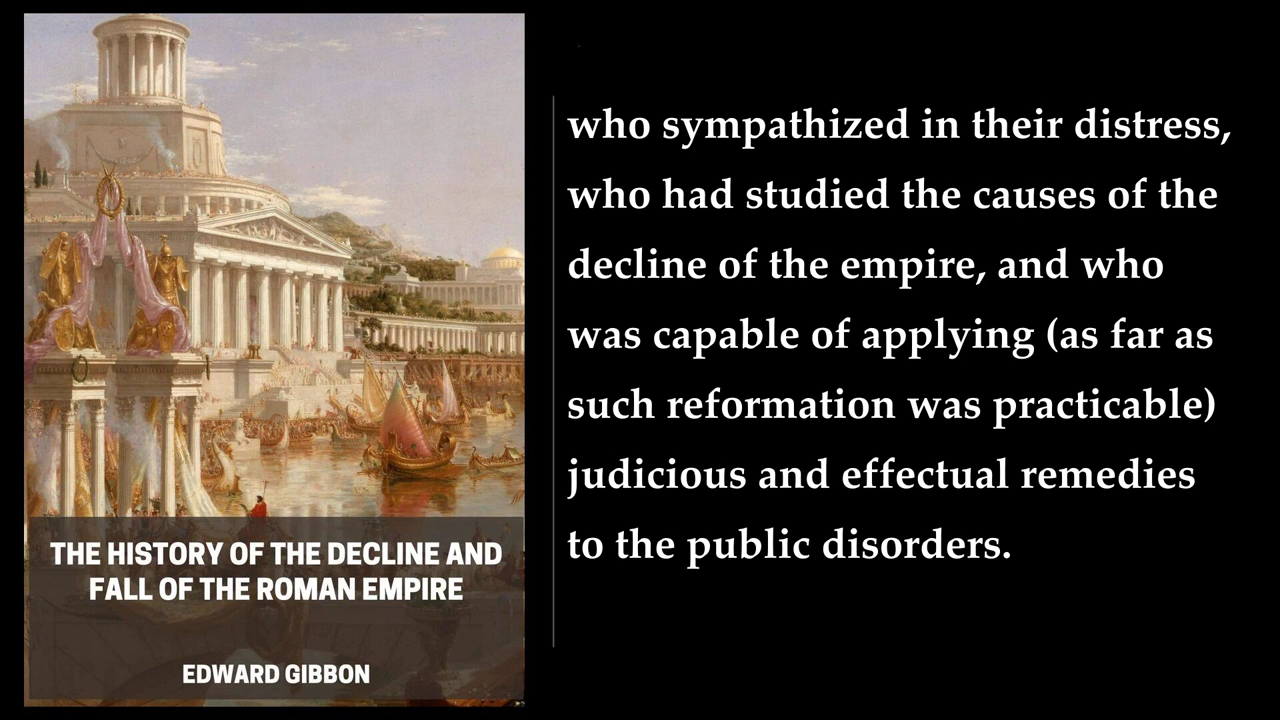 THE HISTORY OF THE DECLINE AND
FALL OF THE ROMAN EMPIRE
EDWARD GIBBON
who sympathized in their distress,
who had studied the causes of the
decline of the empire, and who
was capable of applying (as far as
such reformation was practicable)
judicious and effectual remedies
to the public disorders.